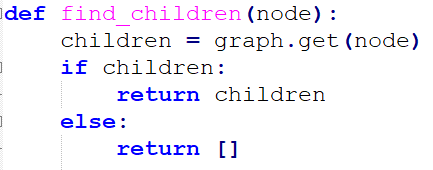 def find_children(node):
    children = graph.get(node)
    if children:
        return children
    else:
        return []